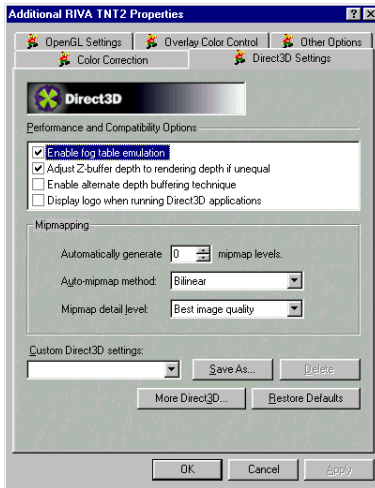 Additional RIVA TNT2 Properties
OpenGL Settings
Overlay Color Control
Other Options
Color Correction
Direct3D Settings
Direct3D
Performance and Compatibility Options
Enable fog table emulation
Adjust Z-buffer depth to rendering depth if unequal
Enable alternate depth buffering technique
Display logo when running Direct3D applications
Mipmapping
Automatically generate 0 mipmap levels.
Auto-mipmap method: Bilinear
Mipmap detail level: Best image quality
Custom Direct3D settings:
Save As... Delete
More Direct3D... Restore Defaults
OK Cancel Apply